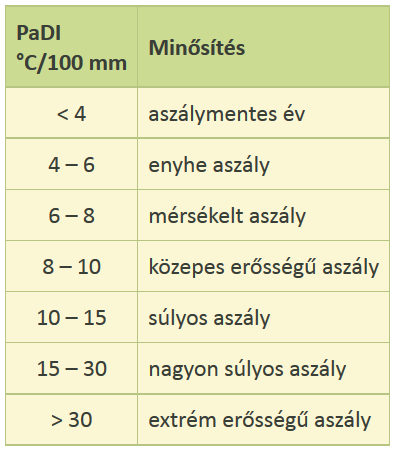 PaDI
°C/100 mm
Minősítés
< 4 aszálymentes év
4 – 6 enyhe aszály
6 – 8 mérsékelt aszály
8 – 10 közepes erősségű aszály
10 – 15 súlyos aszály
15 – 30 nagyon súlyos aszály
> 30 extrém erősségű aszály